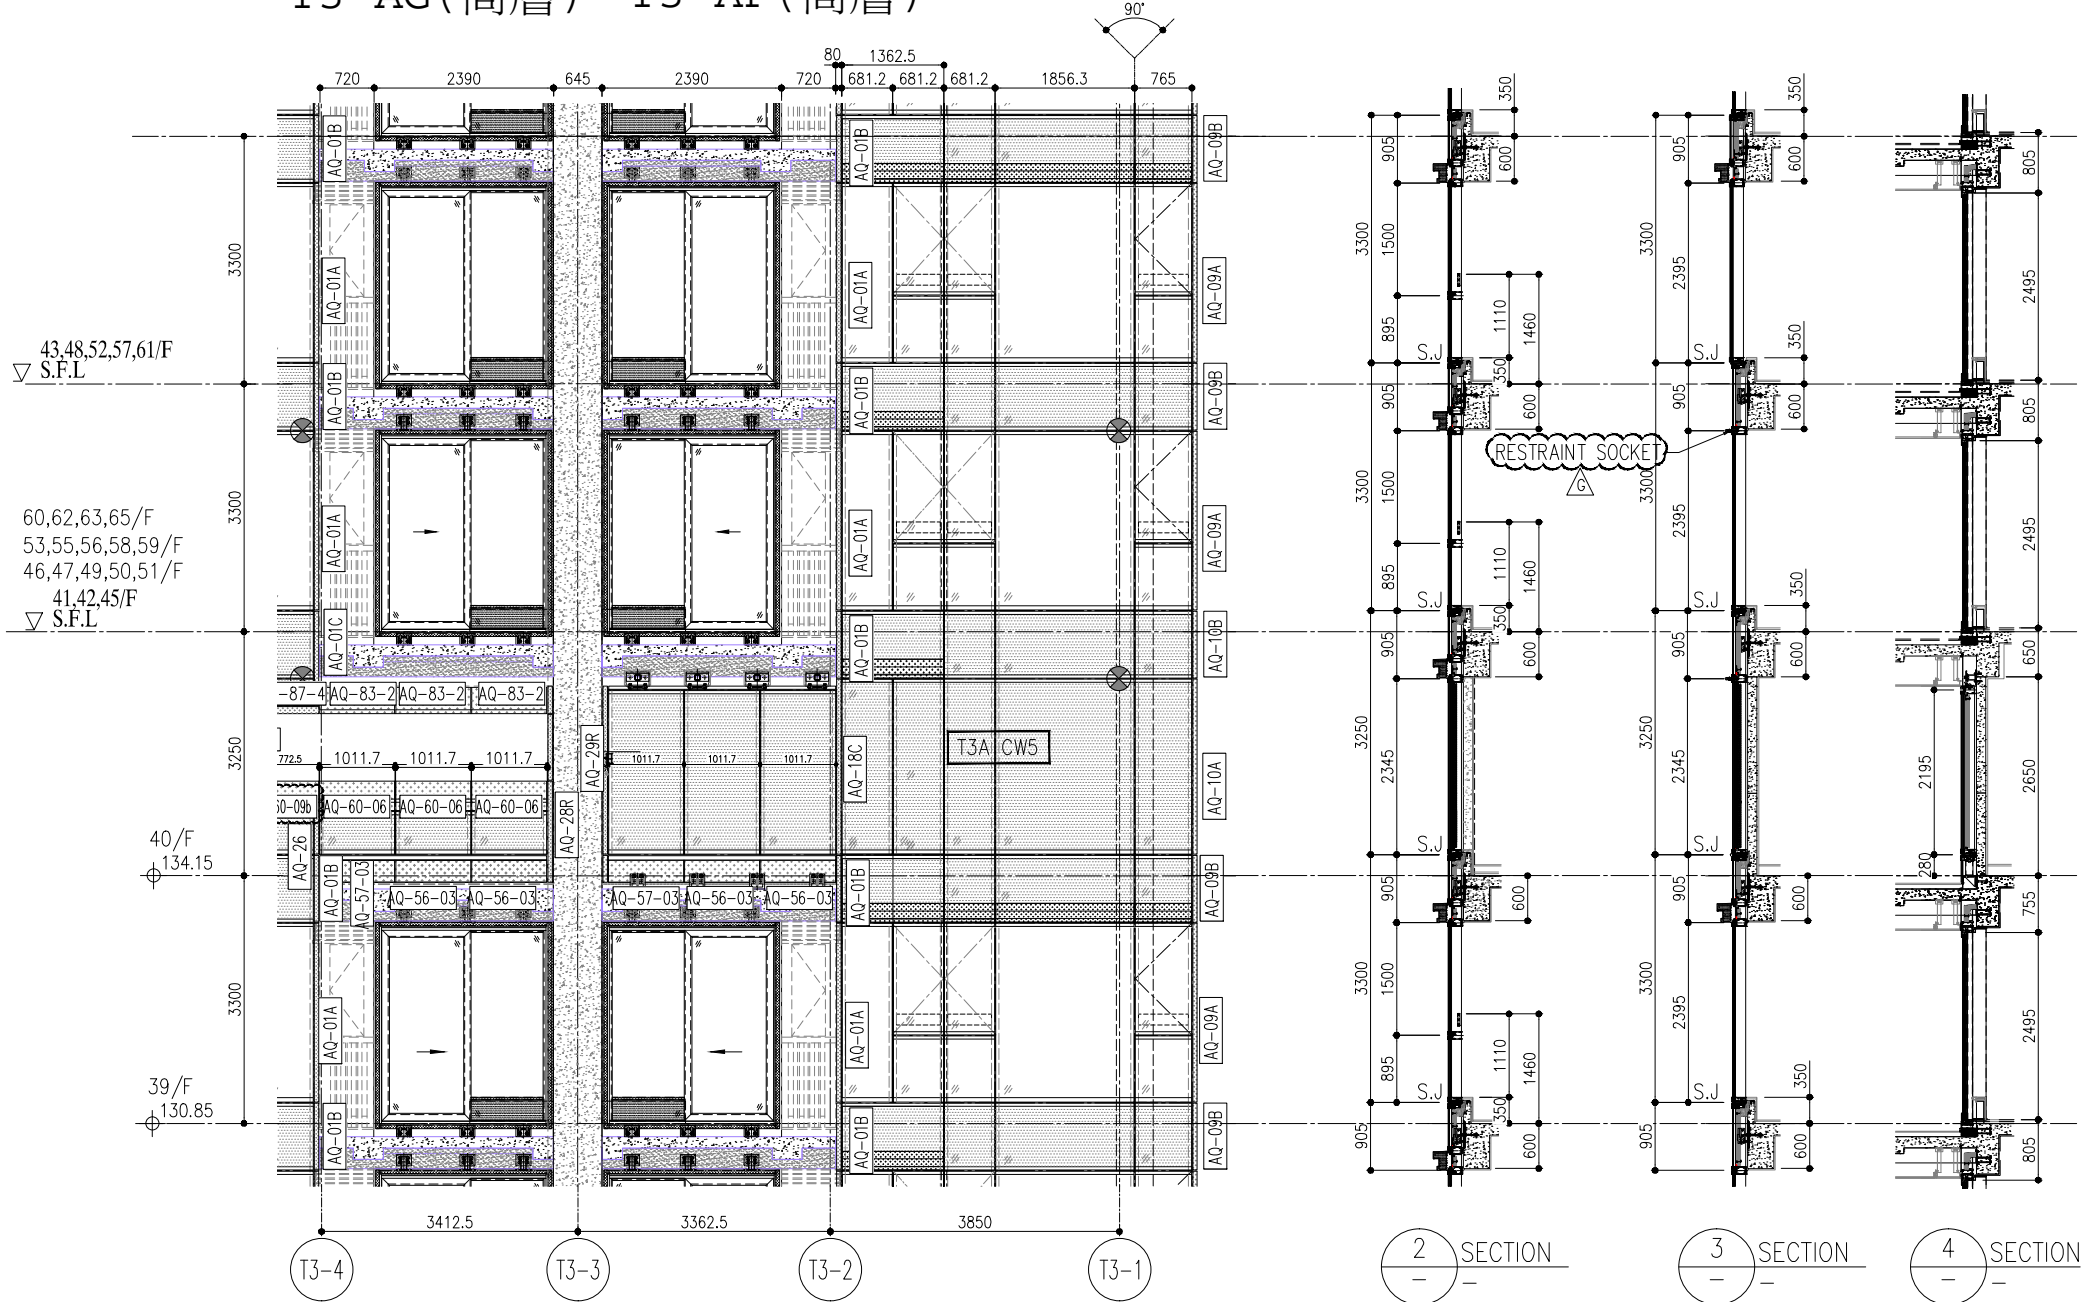 T3-AG(高層) T3-AF(高層)
90°
80 1362.5
720 2390 645 2390 720 681.2 681.2 681.2 1856.3 765
350 350
AQ-01B AQ-01B AQ-09B
905 600 905 600 805
3300
AQ-01A AQ-01A AQ-09A
3300 1500 895 1110 1460 3300 2395 2495
43,48,52,57,61/F
S.F.L
S.J 350 350 S.J 350
AQ-01B AQ-01B AQ-09B
905 600 905 600 805
RESTRAINT SOCKET
G
3300
60,62,63,65/F
53,55,56,58,59/F
46,47,49,50,51/F
41,42,45/F
S.F.L
AQ-01A AQ-01A AQ-09A
3300 1500 895 1110 1460 3300 2395 2495
S.J 350 S.J 350
AQ-01C AQ-01B AQ-10B
905 600 905 600 650
-87-4 AQ-83-2 AQ-83-2 AQ-83-2
3250
AQ-29R AQ-18C T3A CW5 AQ-10A
772.5 1011.7 1011.7 1011.7 1011.7 1011.7 1011.7
3250 2345 3250 2345 2195 2650
60-09b AQ-60-06 AQ-60-06 AQ-60-06 AQ-28R
AQ-26
S.J S.J 280
40/F
134.15
AQ-01B AQ-57-03 AQ-56-03 AQ-56-03 AQ-57-03 AQ-56-03 AQ-56-03 AQ-01B AQ-09B
905 600 905 600 755
3300
AQ-01A AQ-01A AQ-09A
3300 1500 895 1110 1460 3300 2395 2495
S.J 350 S.J 350
39/F
130.85
AQ-01B AQ-01B AQ-09B
905 600 905 600 805
3412.5 3362.5 3850
T3-4 T3-3 T3-2 T3-1
2 SECTION
- -
3 SECTION
- -
4 SECTION
- -